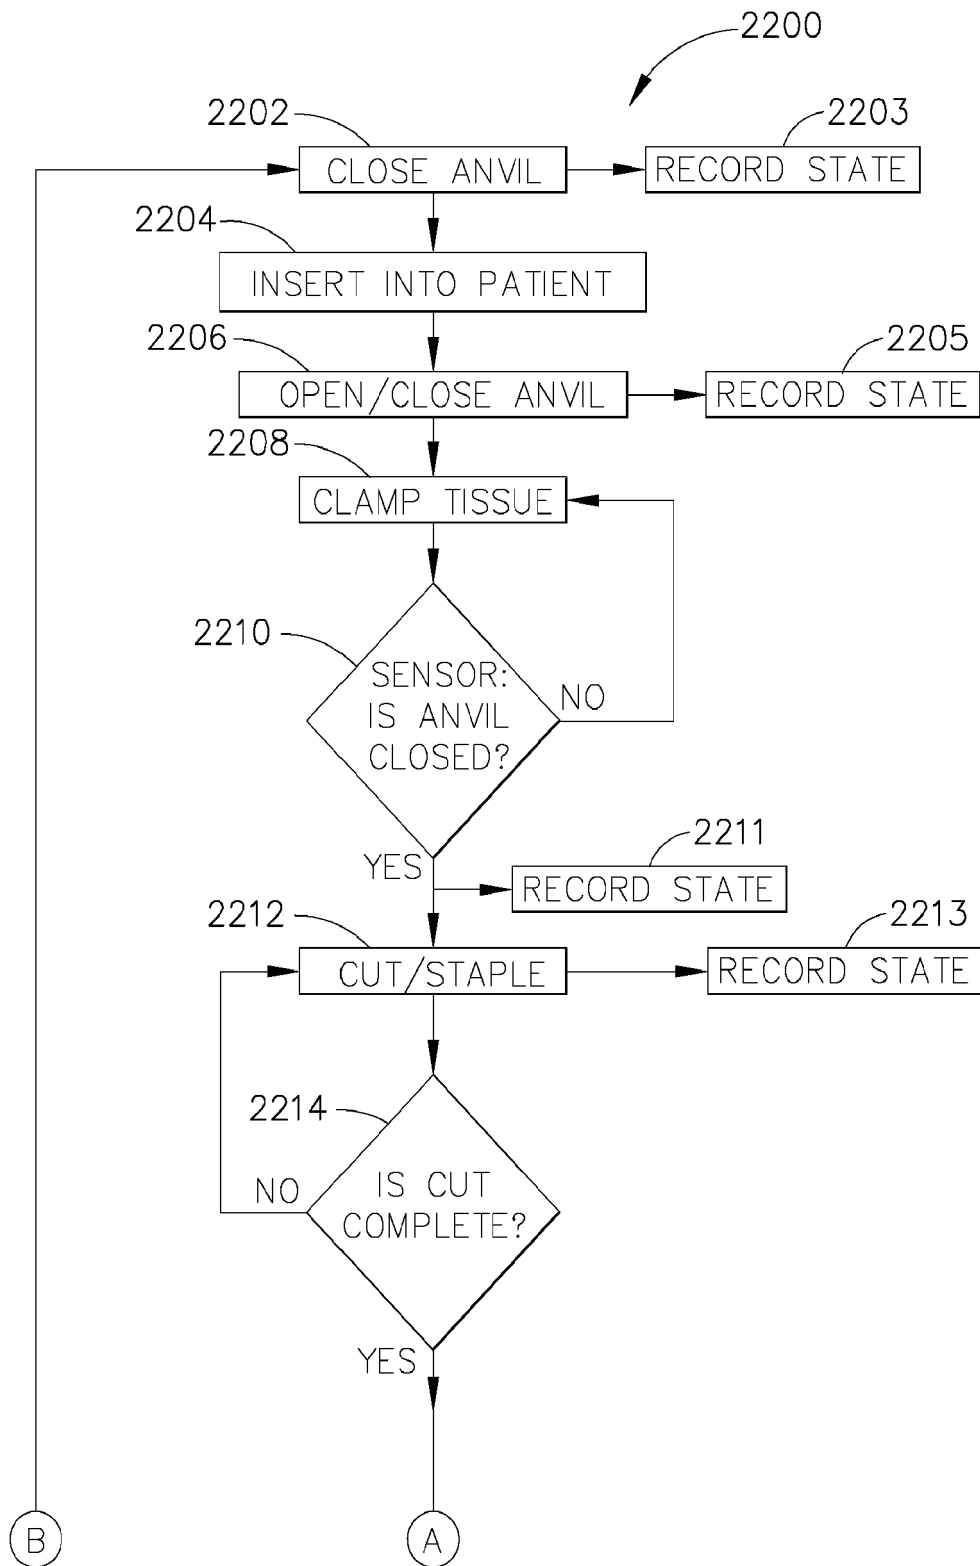 2200
2202
2203
CLOSE ANVIL
RECORD STATE
2204
INSERT INTO PATIENT
2206
2205
OPEN/CLOSE ANVIL
RECORD STATE
2208
CLAMP TISSUE
2210
SENSOR:
IS ANVIL
CLOSED?
NO
YES
2211
RECORD STATE
2212
2213
CUT/STAPLE
RECORD STATE
2214
IS CUT
COMPLETE?
NO
YES
B
A